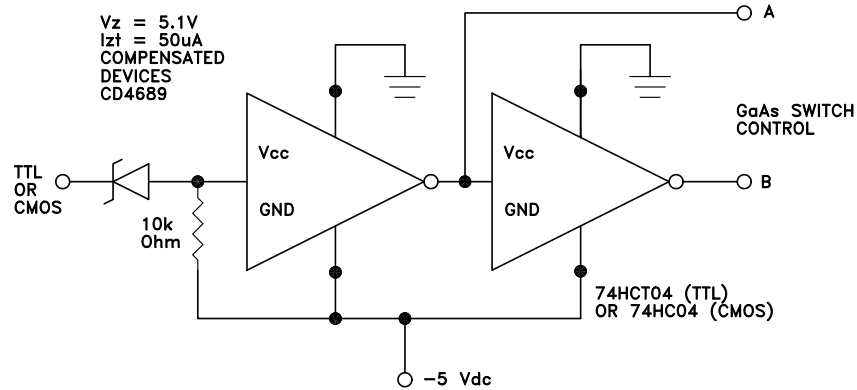 Vz = 5.1V
Izt = 50uA
COMPENSATED
DEVICES
CD4689
A
GaAs SWITCH
CONTROL
Vcc
Vcc
TTL
OR
CMOS
B
GND
GND
10k
Ohm
74HCT04 (TTL)
OR 74HC04 (CMOS)
-5 Vdc